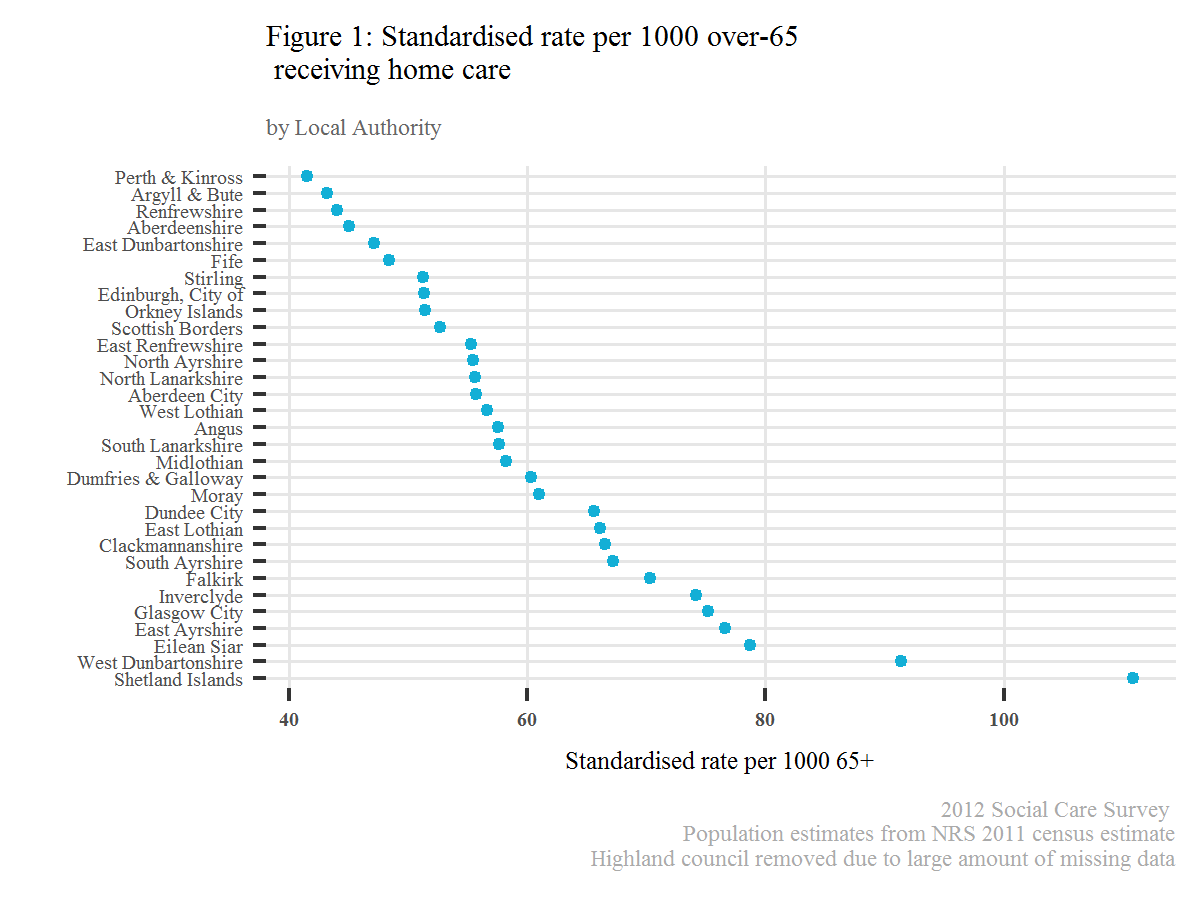 Figure 1: Standardised rate per 1000 over-65
receiving home care
by Local Authority
Perth & Kinross
Argyll & Bute
Renfrewshire
Aberdeenshire
East Dunbartonshire
Fife
Stirling
Edinburgh, City of
Orkney Islands
Scottish Borders
East Renfrewshire
North Ayrshire
North Lanarkshire
Aberdeen City
West Lothian
Angus
South Lanarkshire
Midlothian
Dumfries & Galloway
Moray
Dundee City
East Lothian
Clackmannanshire
South Ayrshire
Falkirk
Inverclyde
Glasgow City
East Ayrshire
Eilean Siar
West Dunbartonshire
Shetland Islands
40 60 80 100
Standardised rate per 1000 65+
2012 Social Care Survey
Population estimates from NRS 2011 census estimate
Highland council removed due to large amount of missing data